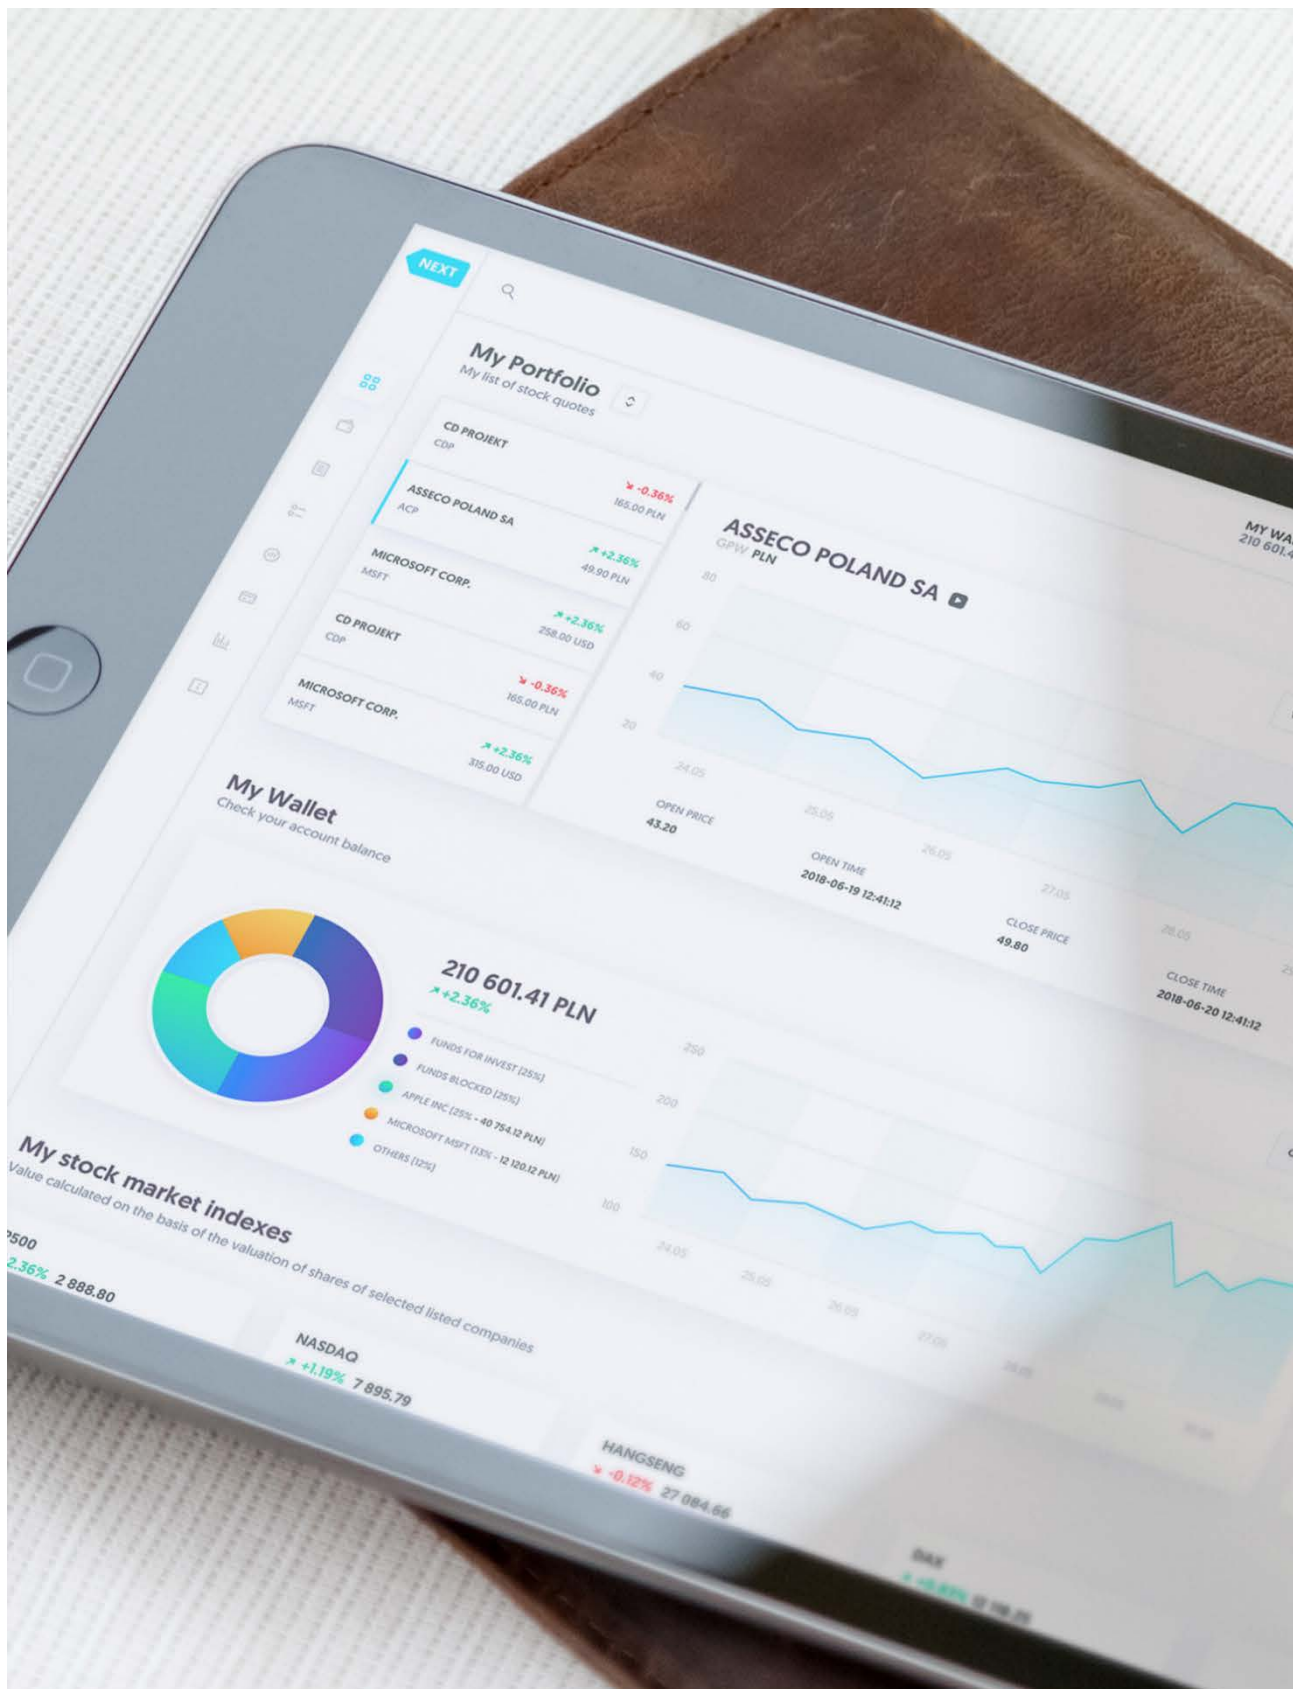 NEXT
My Portfolio
My list of stock quotes
CD PROJEKT
CDP
-0.36%
165.00 PLN
ASSECO POLAND SA
ACP
+2.36%
49.90 PLN
MICROSOFT CORP.
MSFT
+2.36%
258.00 USD
CD PROJEKT
CDP
-0.36%
165.00 PLN
MICROSOFT CORP.
MSFT
+2.36%
315.00 USD
MY WA
210 601.4
ASSECO POLAND SA
GPW PLN
80
60
40
20
24.05
25.05
26.05
27.05
28.05
OPEN PRICE
43.20
OPEN TIME
2018-06-19 12:41:12
CLOSE PRICE
49.80
CLOSE TIME
2018-06-20 12:41:12
My Wallet
Check your account balance
210 601.41 PLN
+2.36%
FUNDS FOR INVEST (25%)
FUNDS BLOCKED (25%)
APPLE INC (25% - 40 754.12 PLN)
MICROSOFT MSFT (13% - 12 120.12 PLN)
OTHERS (12%)
250
200
150
100
24.05
25.05
26.05
27.05
My stock market indexes
Value calculated on the basis of the valuation of shares of selected listed companies
P500
2.36% 2 888.80
NASDAQ
+1.19% 7 895.79
HANGSENG
-0.12% 27 084.66
DAX